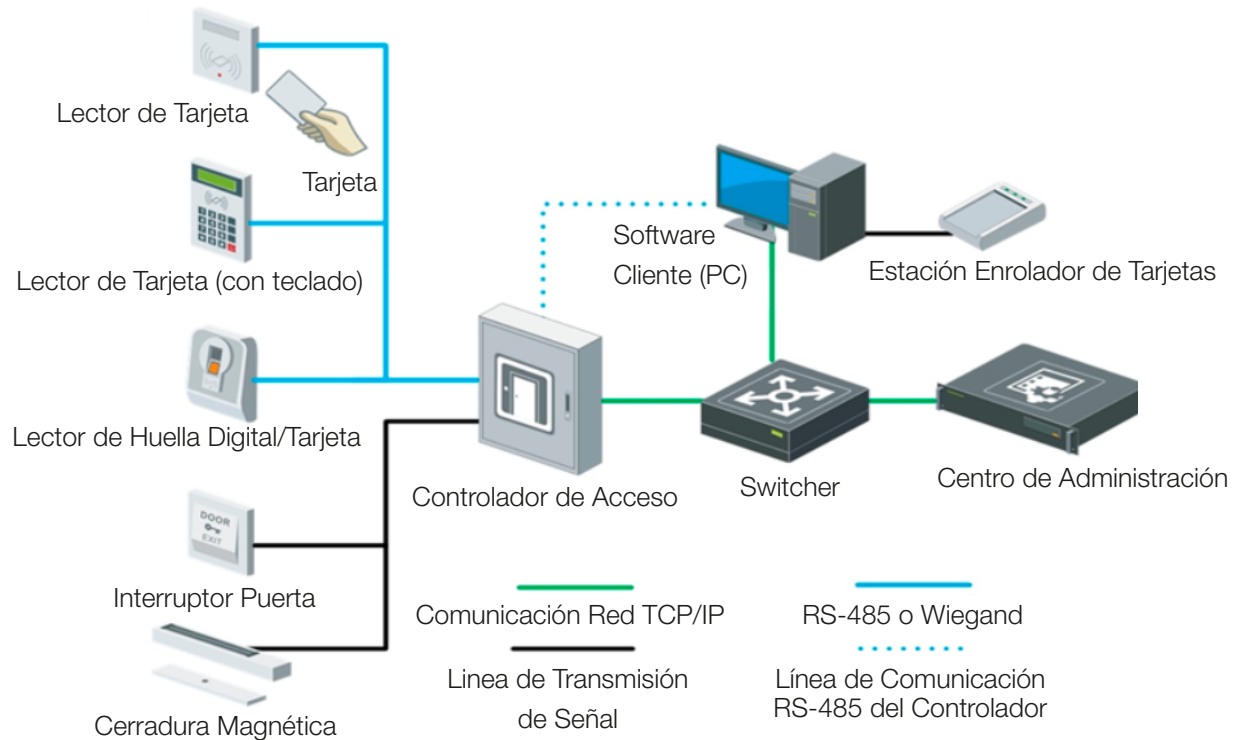 Lector de Tarjeta
Tarjeta
Lector de Tarjeta (con teclado)
Lector de Huella Digital/Tarjeta
DOOR
EXIT
Interruptor Puerta
Cerradura Magnética
Controlador de Acceso
Software
Cliente (PC)
Estación Enrolador de Tarjetas
Switcher
Centro de Administración
Comunicación Red TCP/IP
RS-485 o Wiegand
Linea de Transmisión
de Señal
Línea de Comunicación
RS-485 del Controlador